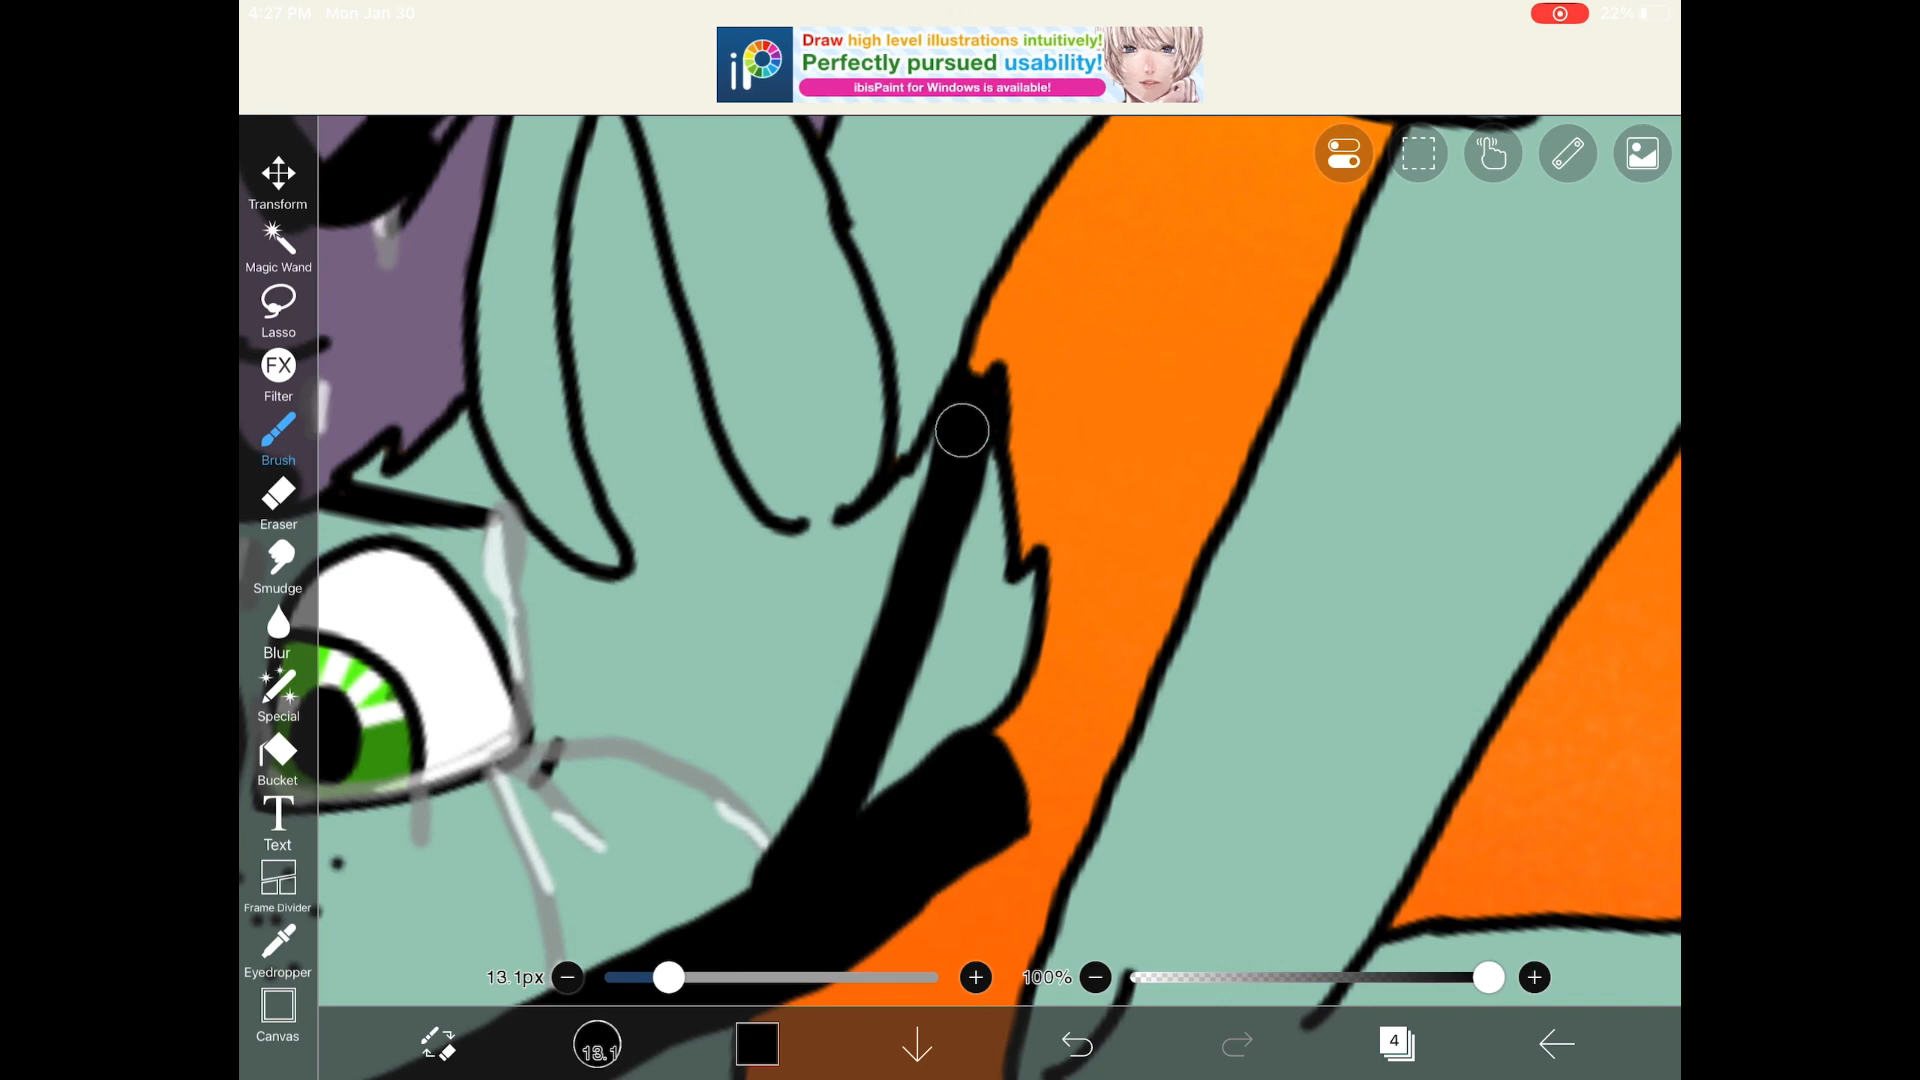 4:27 PM Mon Jan 30
22%
iP
Draw high level illustrations intuitively!
Perfectly pursued usability!
ibisPaint for Windows is available!
Transform
Magic Wand
Lasso
FX
Filter
Brush
Eraser
Smudge
Blur
Special
Bucket
T
Text
Frame Divider
Eyedropper
Canvas
13.1px
100%
13.1
4